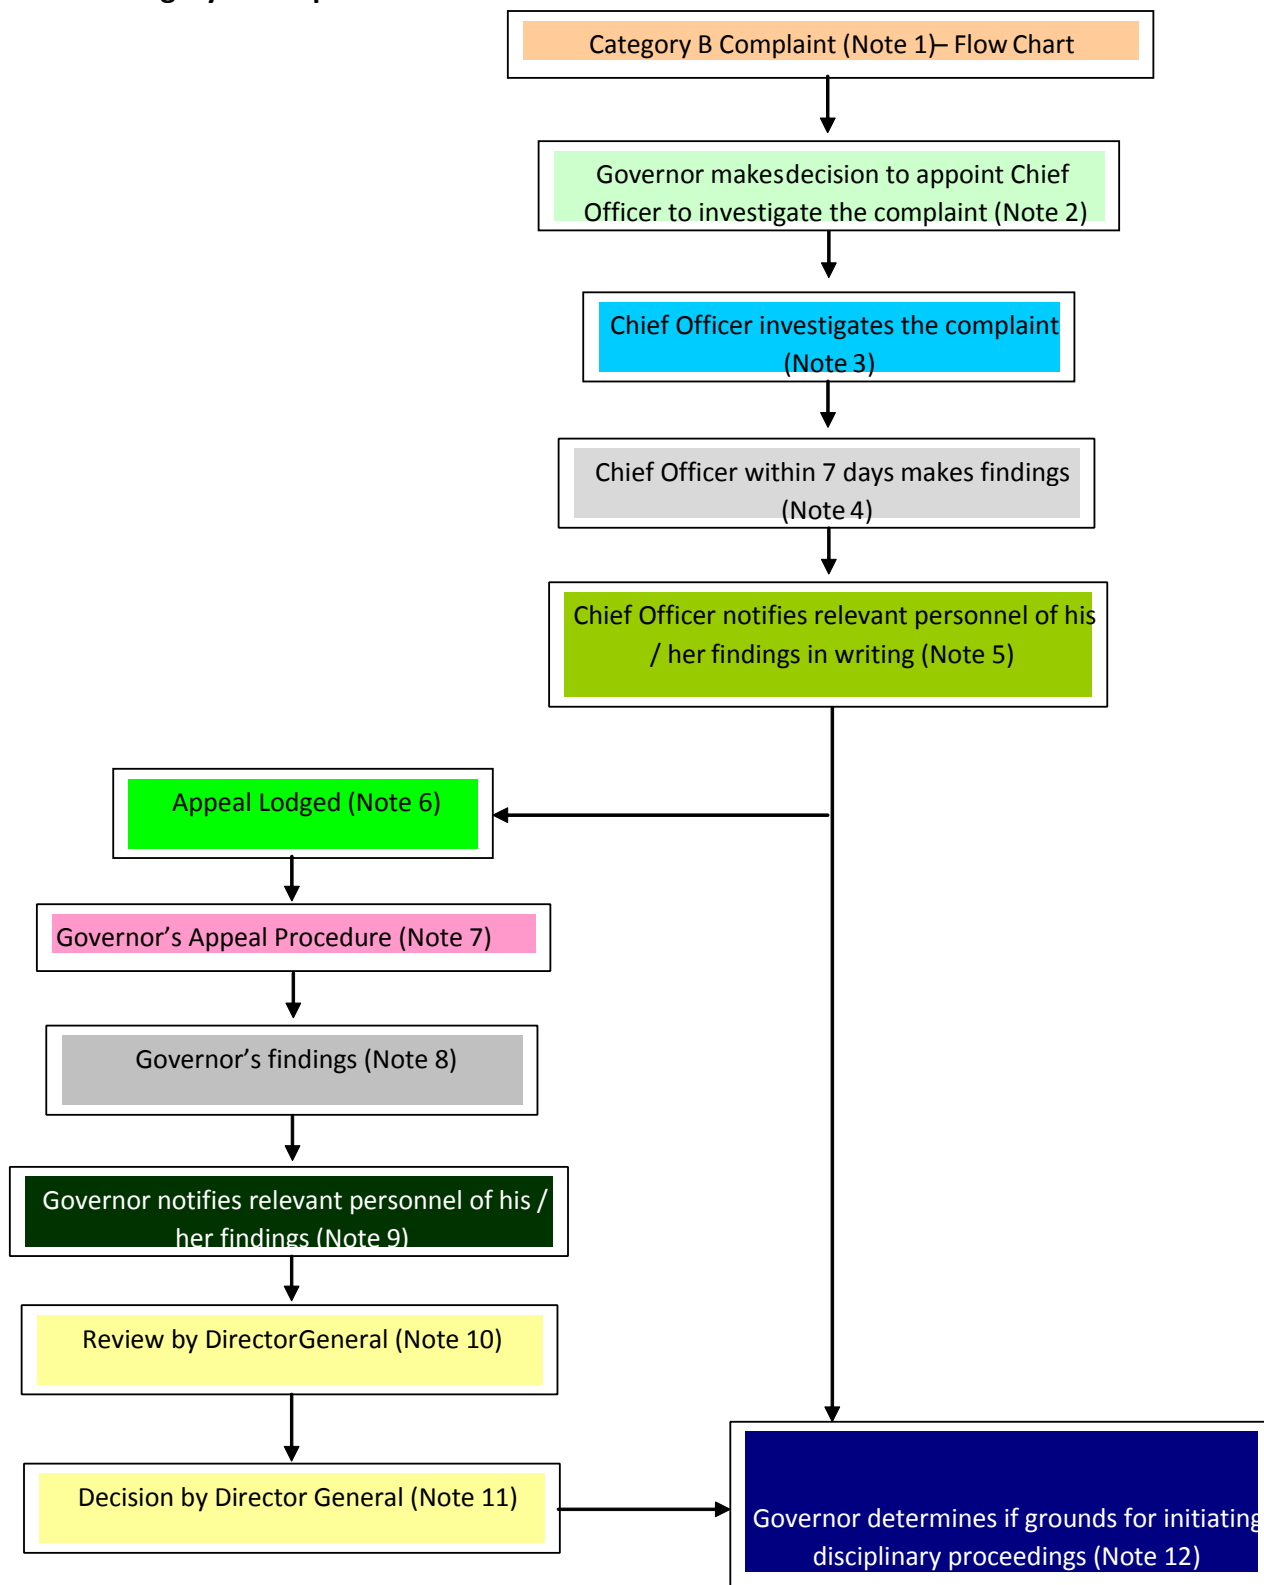 Category B Complaint (Note 1)– Flow Chart
Governor makes decision to appoint Chief
Officer to investigate the complaint (Note 2)
Chief Officer investigates the complaint
(Note 3)
Chief Officer within 7 days makes findings
(Note 4)
Chief Officer notifies relevant personnel of his
/ her findings in writing (Note 5)
Appeal Lodged (Note 6)
Governor’s Appeal Procedure (Note 7)
Governor’s findings (Note 8)
Governor notifies relevant personnel of his /
her findings (Note 9)
Review by Director General (Note 10)
Decision by Director General (Note 11)
Governor determines if grounds for initiating
disciplinary proceedings (Note 12)